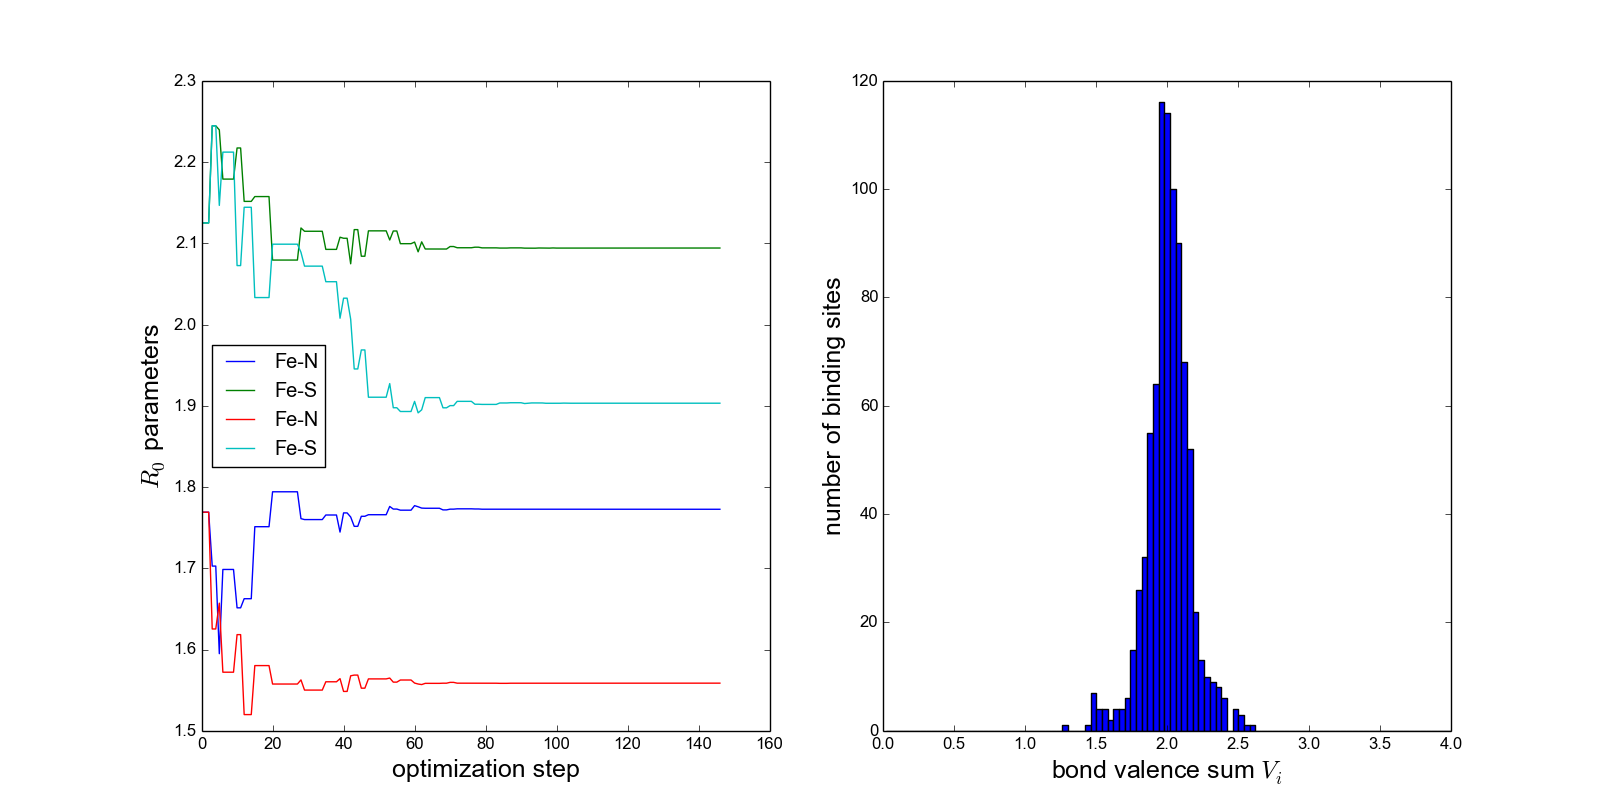 2.3
2.2
2.1
2.0
1.9
1.8
1.7
1.6
1.5
0 20 40 60 80 100 120 140 160
R0 parameters
optimization step
Fe-N
Fe-S
Fe-N
Fe-S
120
100
80
60
40
20
0
0.0 0.5 1.0 1.5 2.0 2.5 3.0 3.5 4.0
number of binding sites
bond valence sum Vi